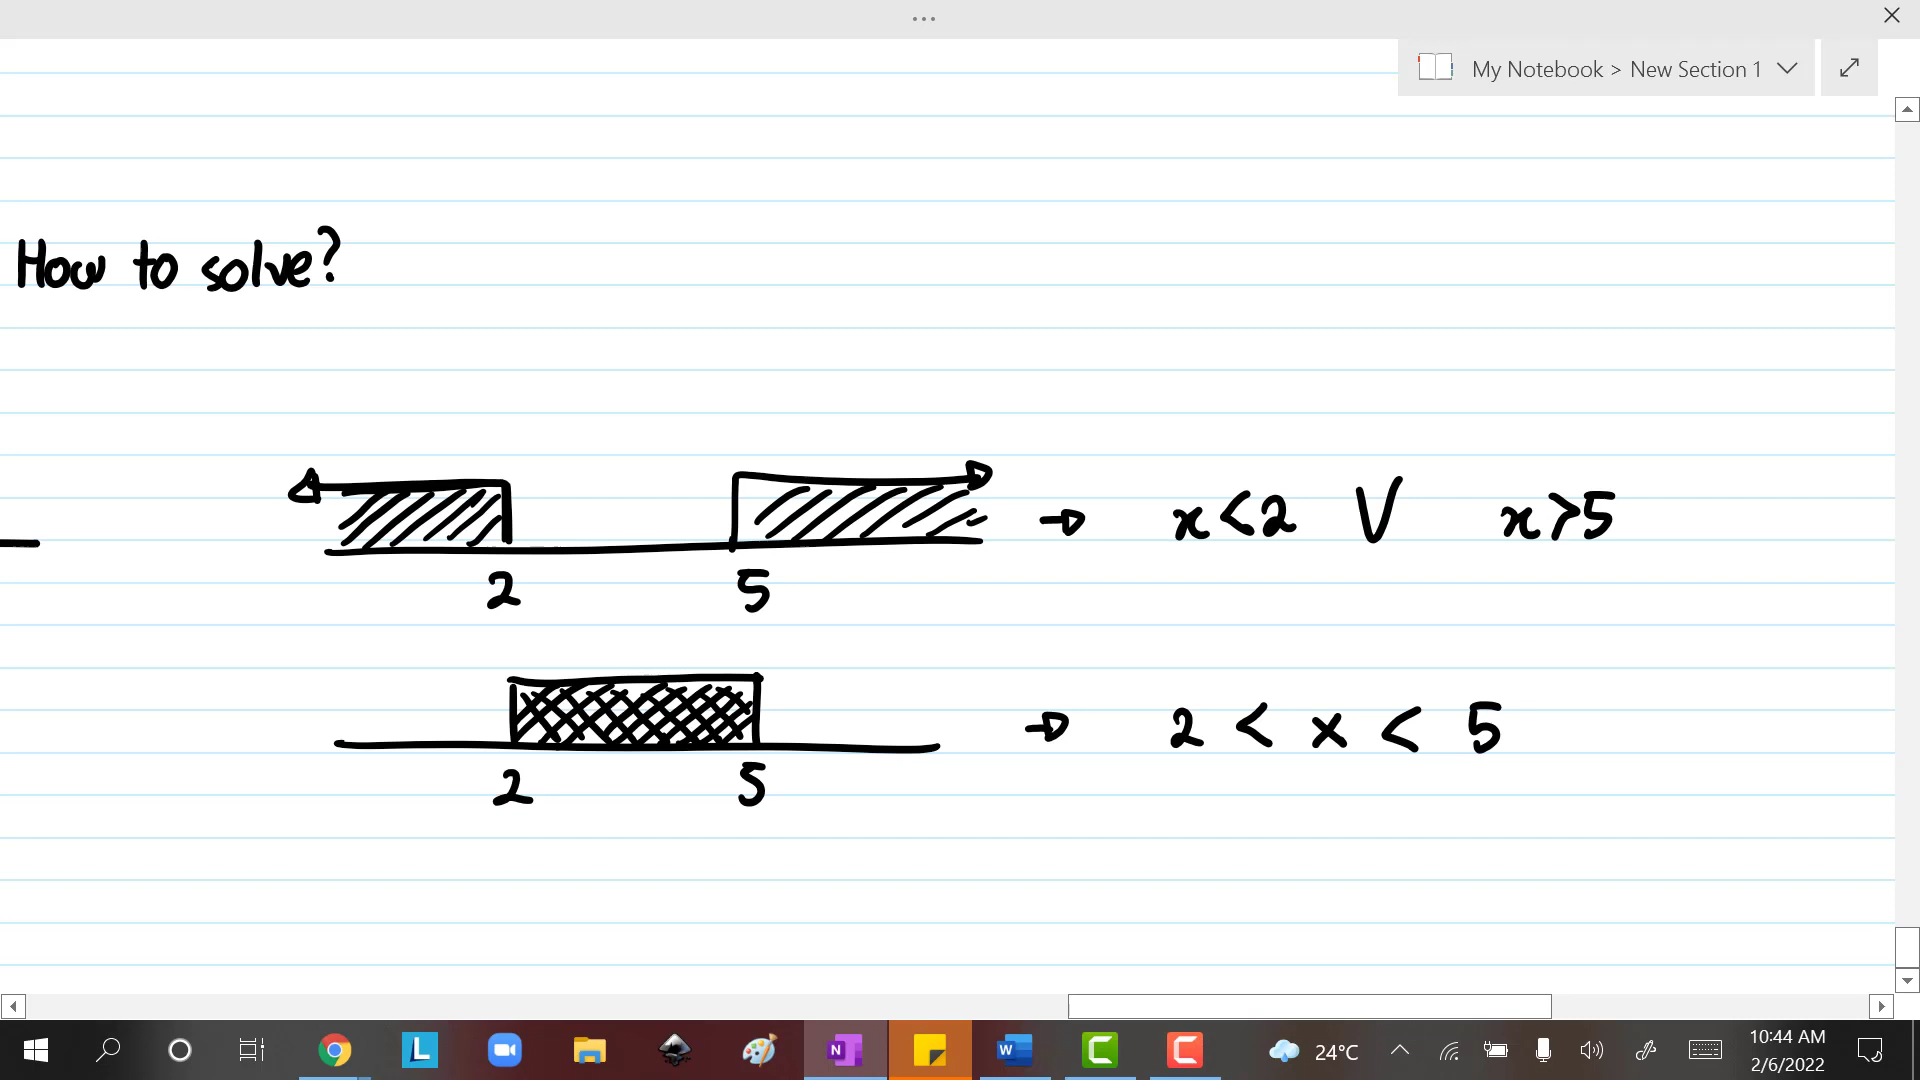 ...
My Notebook > New Section 1
How to solve?
→ x<2 V x>5
2 5
→ 2 < x < 5
2 5
24°C
10:44 AM
2/6/2022